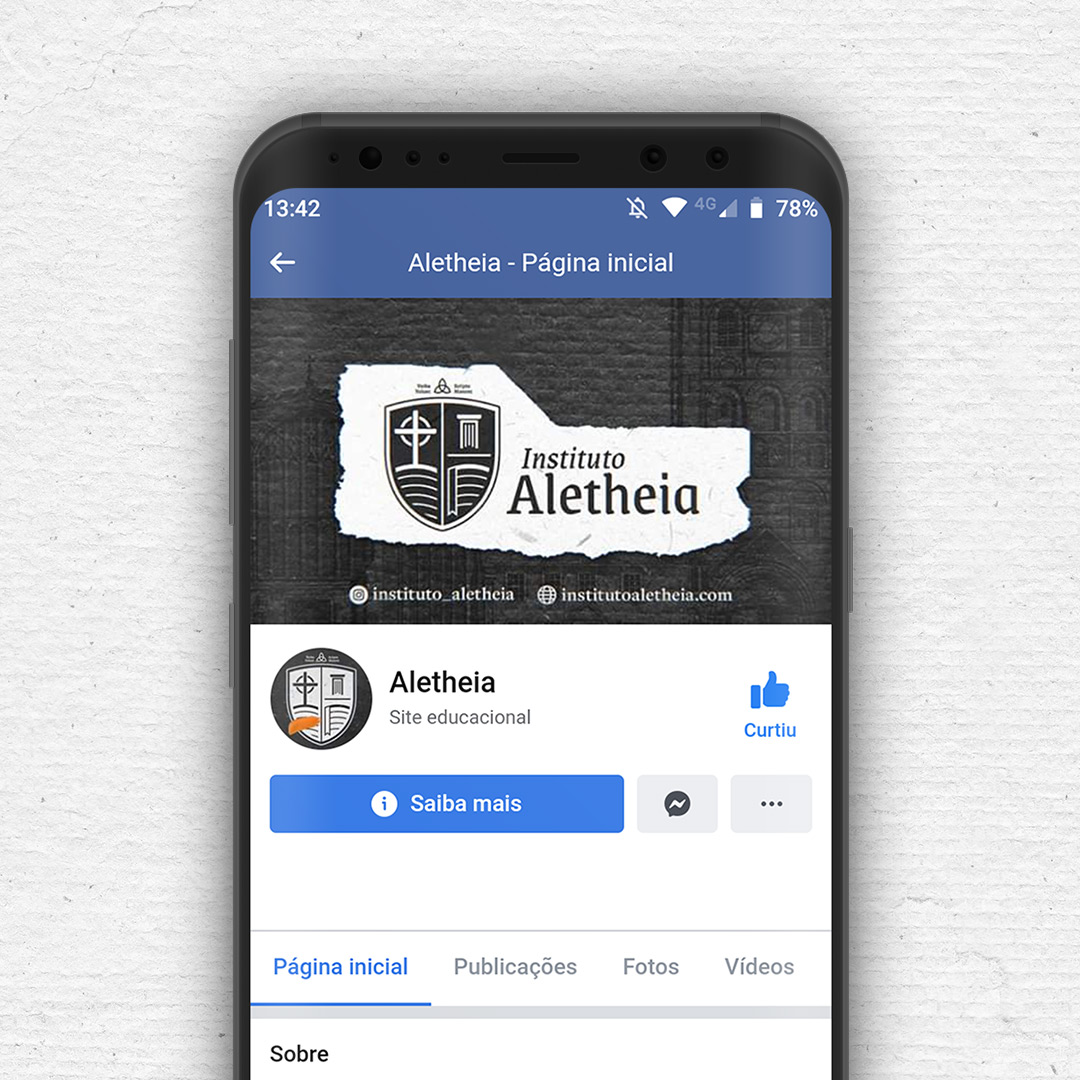 13:42
4G
78%
Aletheia - Página inicial
Verba Volant
Scripta Manent
Instituto
Aletheia
instituto_aletheia
institutoaletheia.com
Aletheia
Site educacional
Curtiu
Saiba mais
Página inicial
Publicações
Fotos
Vídeos
Sobre